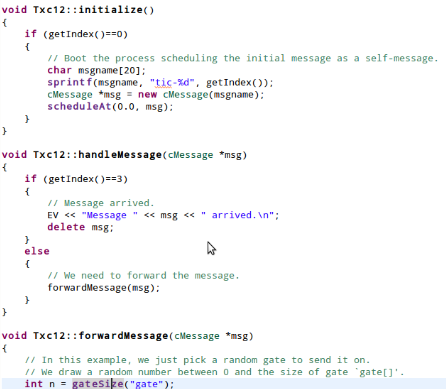 void Txc12::initialize()
{
    if (getIndex()==0)
    {
        // Boot the process scheduling the initial message as a self-message.
        char msgname[20];
        sprintf(msgname, "tic-%d", getIndex());
        cMessage *msg = new cMessage(msgname);
        scheduleAt(0.0, msg);
    }
}
void Txc12::handleMessage(cMessage *msg)
{
    if (getIndex()==3)
    {
        // Message arrived.
        EV << "Message " << msg << " arrived.\n";
        delete msg;
    }
    else
    {
        // We need to forward the message.
        forwardMessage(msg);
    }
}
void Txc12::forwardMessage(cMessage *msg)
{
    // In this example, we just pick a random gate to send it on.
    // We draw a random number between 0 and the size of gate `gate[]'.
    int n = gateSize("gate");